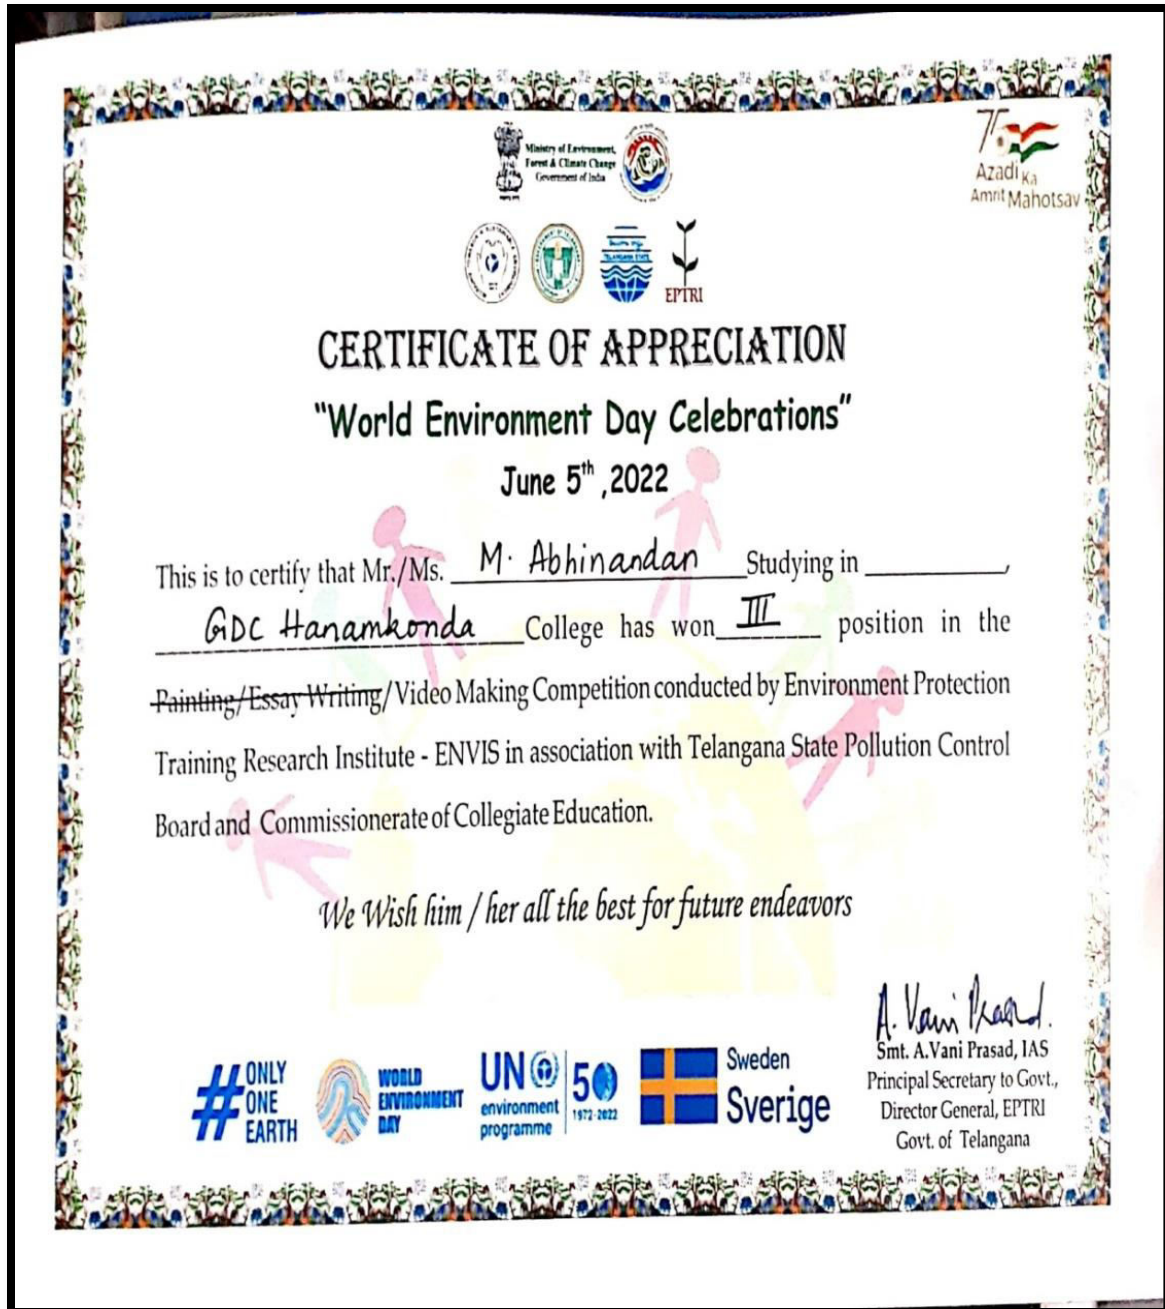 Ministry of Environment,
Forest & Climate Change
Government of India
75
Azadi Ka
Amrit Mahotsav
TELANGANA STATE
EPTRI
CERTIFICATE OF APPRECIATION
"World Environment Day Celebrations"
June 5th ,2022
This is to certify that Mr./Ms. M. Abhinandan Studying in
GDC Hanamkonda College has won III position in the
Painting/Essay Writing/Video Making Competition conducted by Environment Protection
Training Research Institute - ENVIS in association with Telangana State Pollution Control
Board and Commissionerate of Collegiate Education.
We Wish him / her all the best for future endeavors
A. Vani Prasad.
Smt. A.Vani Prasad, IAS
Principal Secretary to Govt.,
Director General, EPTRI
Govt. of Telangana
#ONLY
ONE
EARTH
WORLD
ENVIRONMENT
DAY
UN
environment
programme
50
1972-2022
Sweden
Sverige